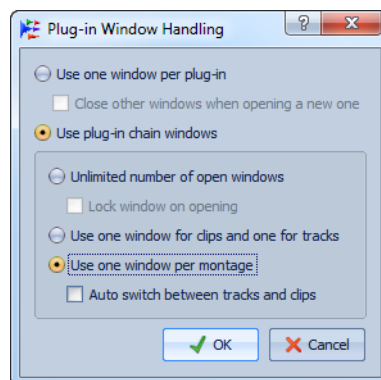 Plug-in Window Handling
?
Use one window per plug-in
Close other windows when opening a new one
Use plug-in chain windows
Unlimited number of open windows
Lock window on opening
Use one window for clips and one for tracks
Use one window per montage
Auto switch between tracks and clips
OK
Cancel